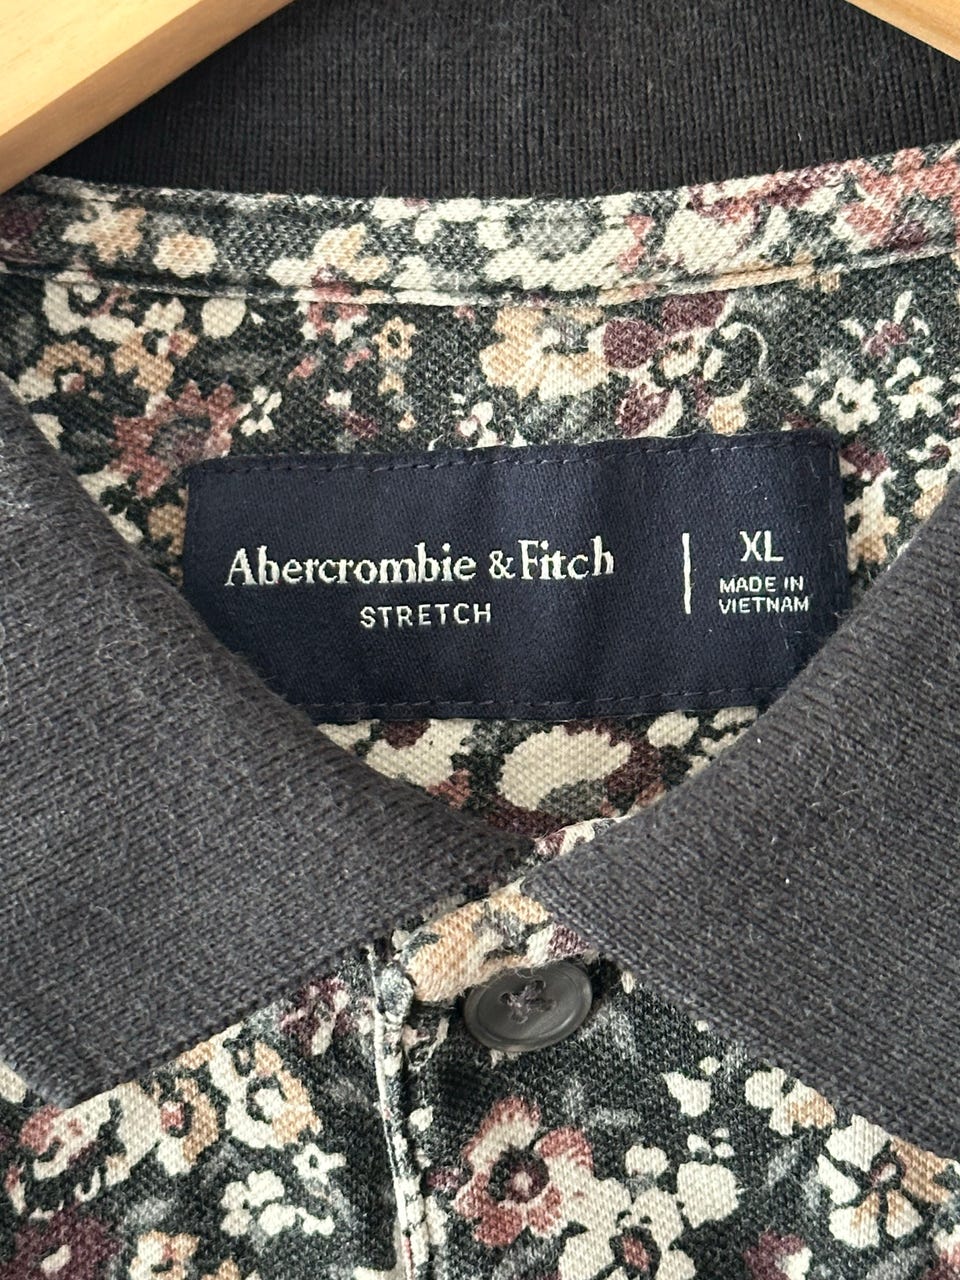 Abercrombie & Fitch
STRETCH
XL
MADE IN
VIETNAM